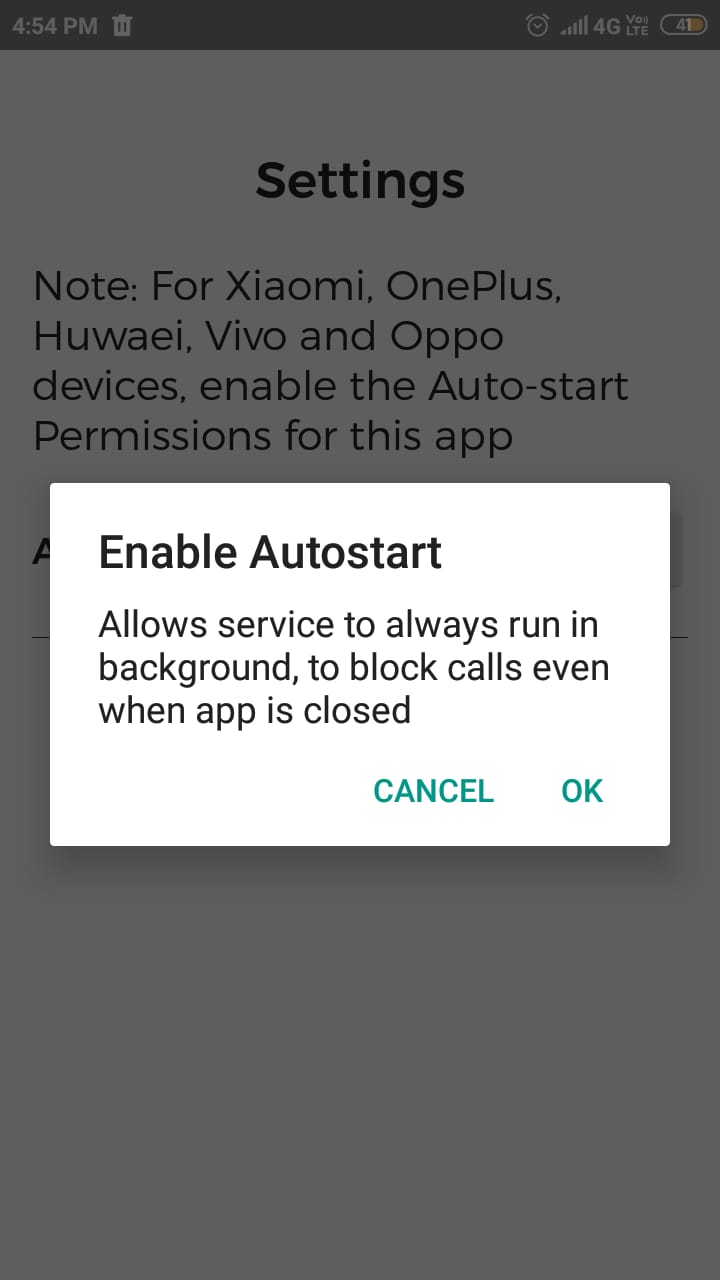 4:54 PM 4G Vo) LTE 41
Settings
Note: For Xiaomi, OnePlus,
Huwaei, Vivo and Oppo
devices, enable the Auto-start
Permissions for this app
A
Enable Autostart
Allows service to always run in
background, to block calls even
when app is closed
CANCEL OK